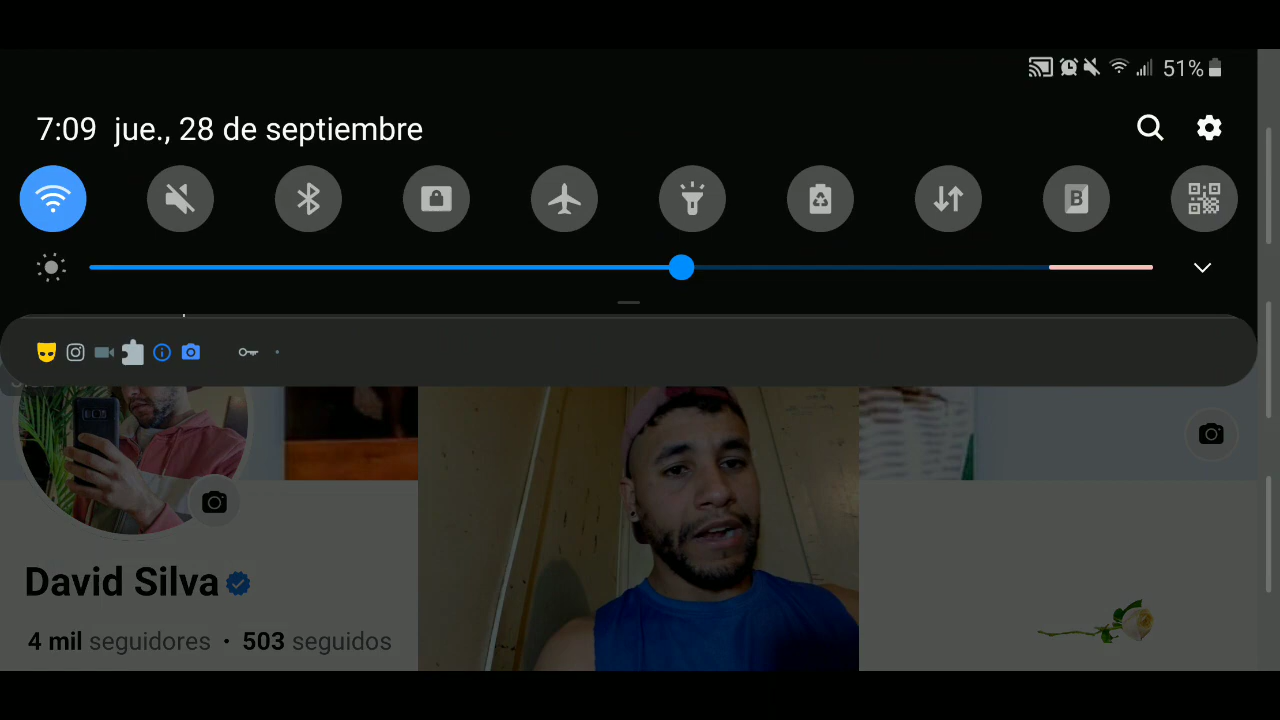 51%
7:09 jue., 28 de septiembre
B
David Silva
4 mil seguidores · 503 seguidos